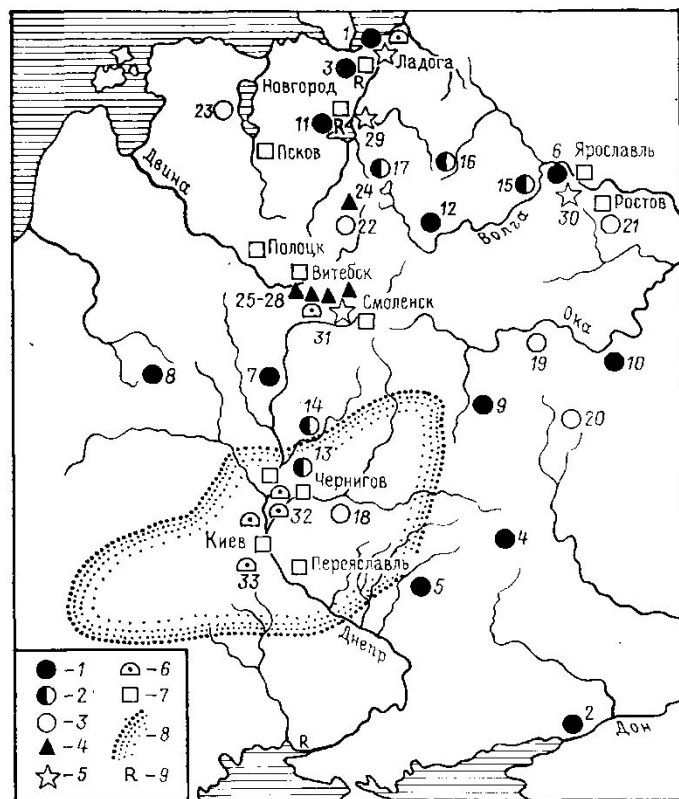 1
Ладога
3
R
Новгород
23
11
R
29
Псков
Двина
17
16
6
Ярославль
15
24
22
12
Волга
30
Ростов
21
Полоцк
Витебск
25-28
Смоленск
31
Ока
19
10
8
7
9
20
14
13
Чернигов
32
18
Киев
4
Переяславль
33
5
Днепр
2
Дон
R
-1
-2
-3
-4
-5
-6
-7
-8
R -9